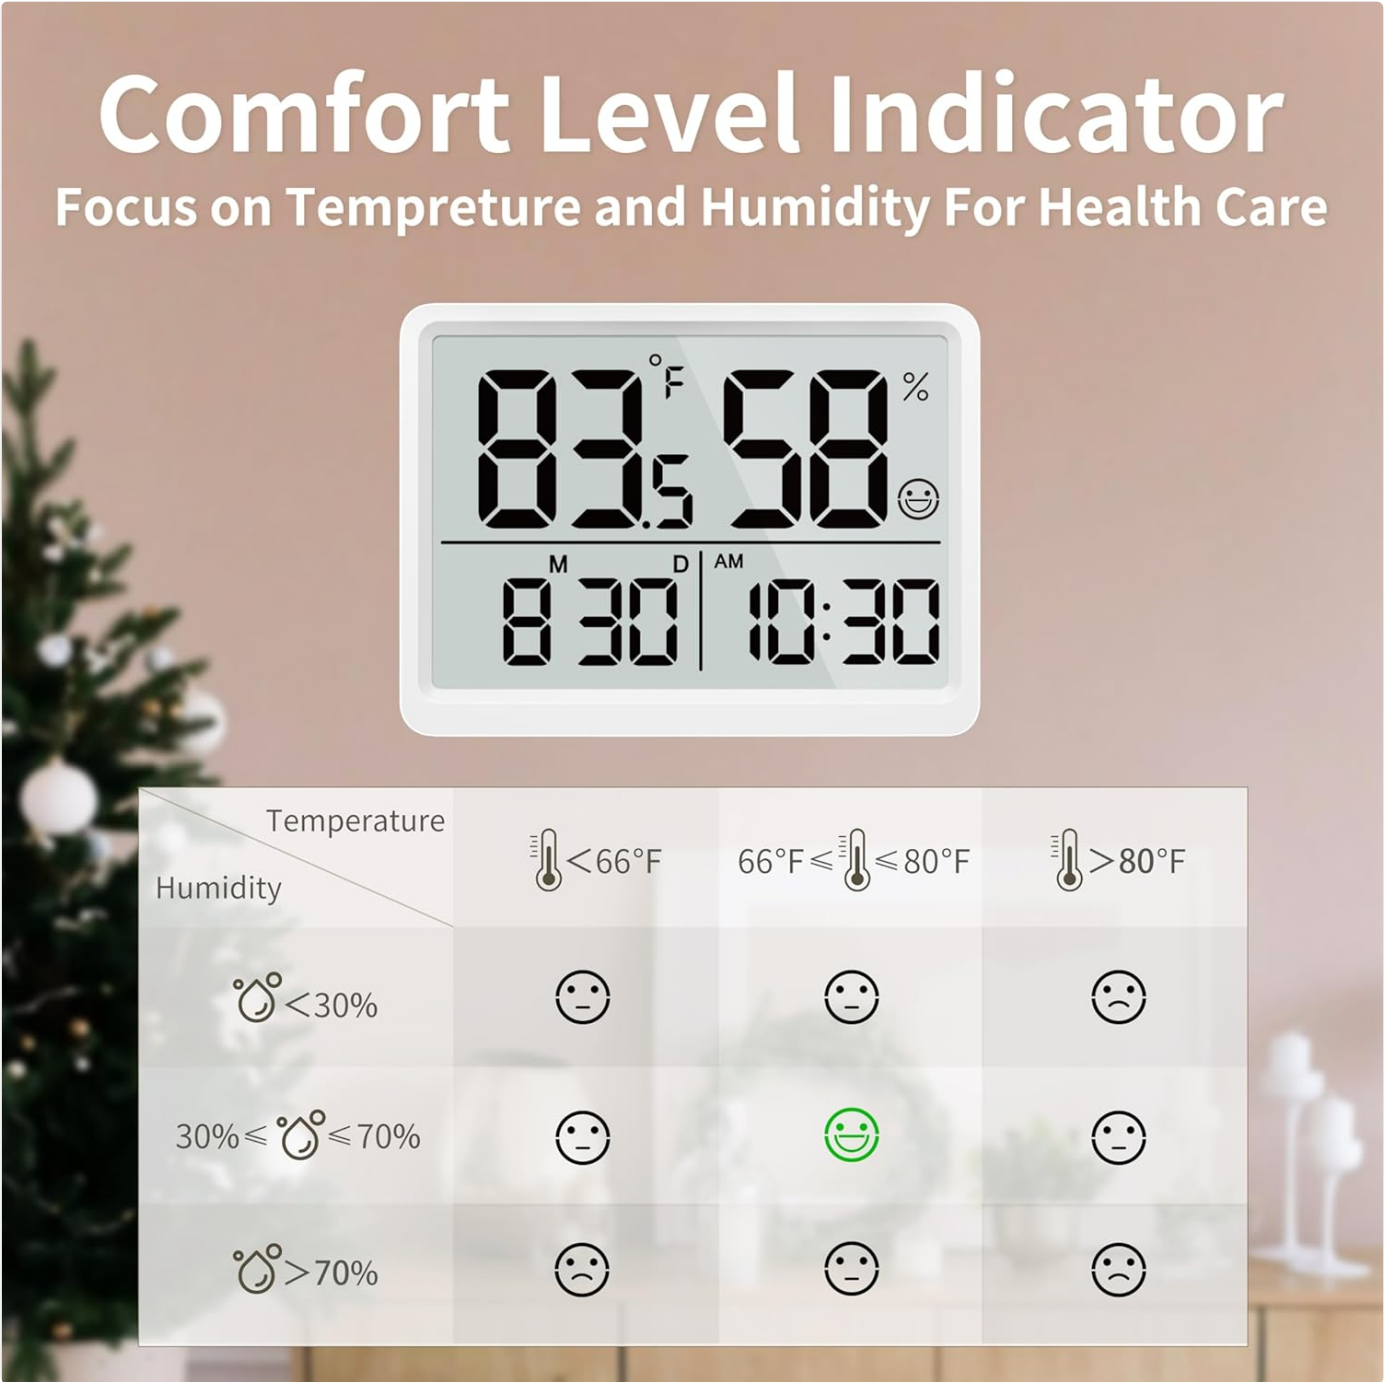 Comfort Level Indicator
Focus on Tempreture and Humidity For Health Care
83.5 °F 58 %
M D AM
8 30 10:30
Temperature
Humidity
<66°F 66°F⩽ ⩽80°F >80°F
<30%
30%⩽ ⩽70%
>70%